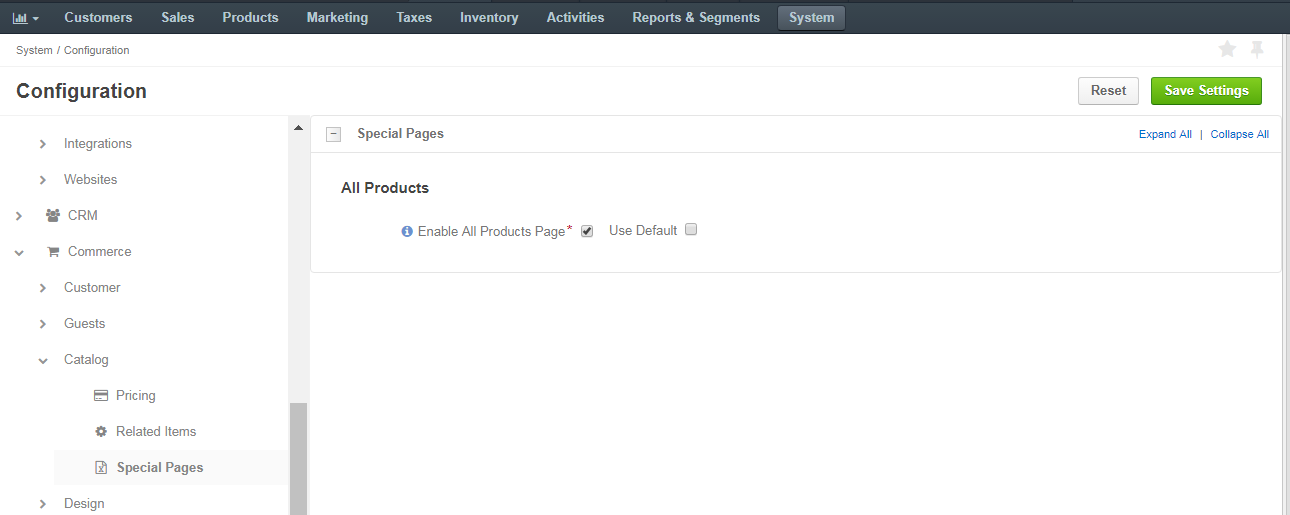 Customers Sales Products Marketing Taxes Inventory Activities Reports & Segments System
System / Configuration
Configuration
Reset Save Settings
Integrations
Websites
CRM
Commerce
Customer
Guests
Catalog
Pricing
Related Items
Special Pages
Design
Special Pages
Expand All | Collapse All
All Products
Enable All Products Page* Use Default